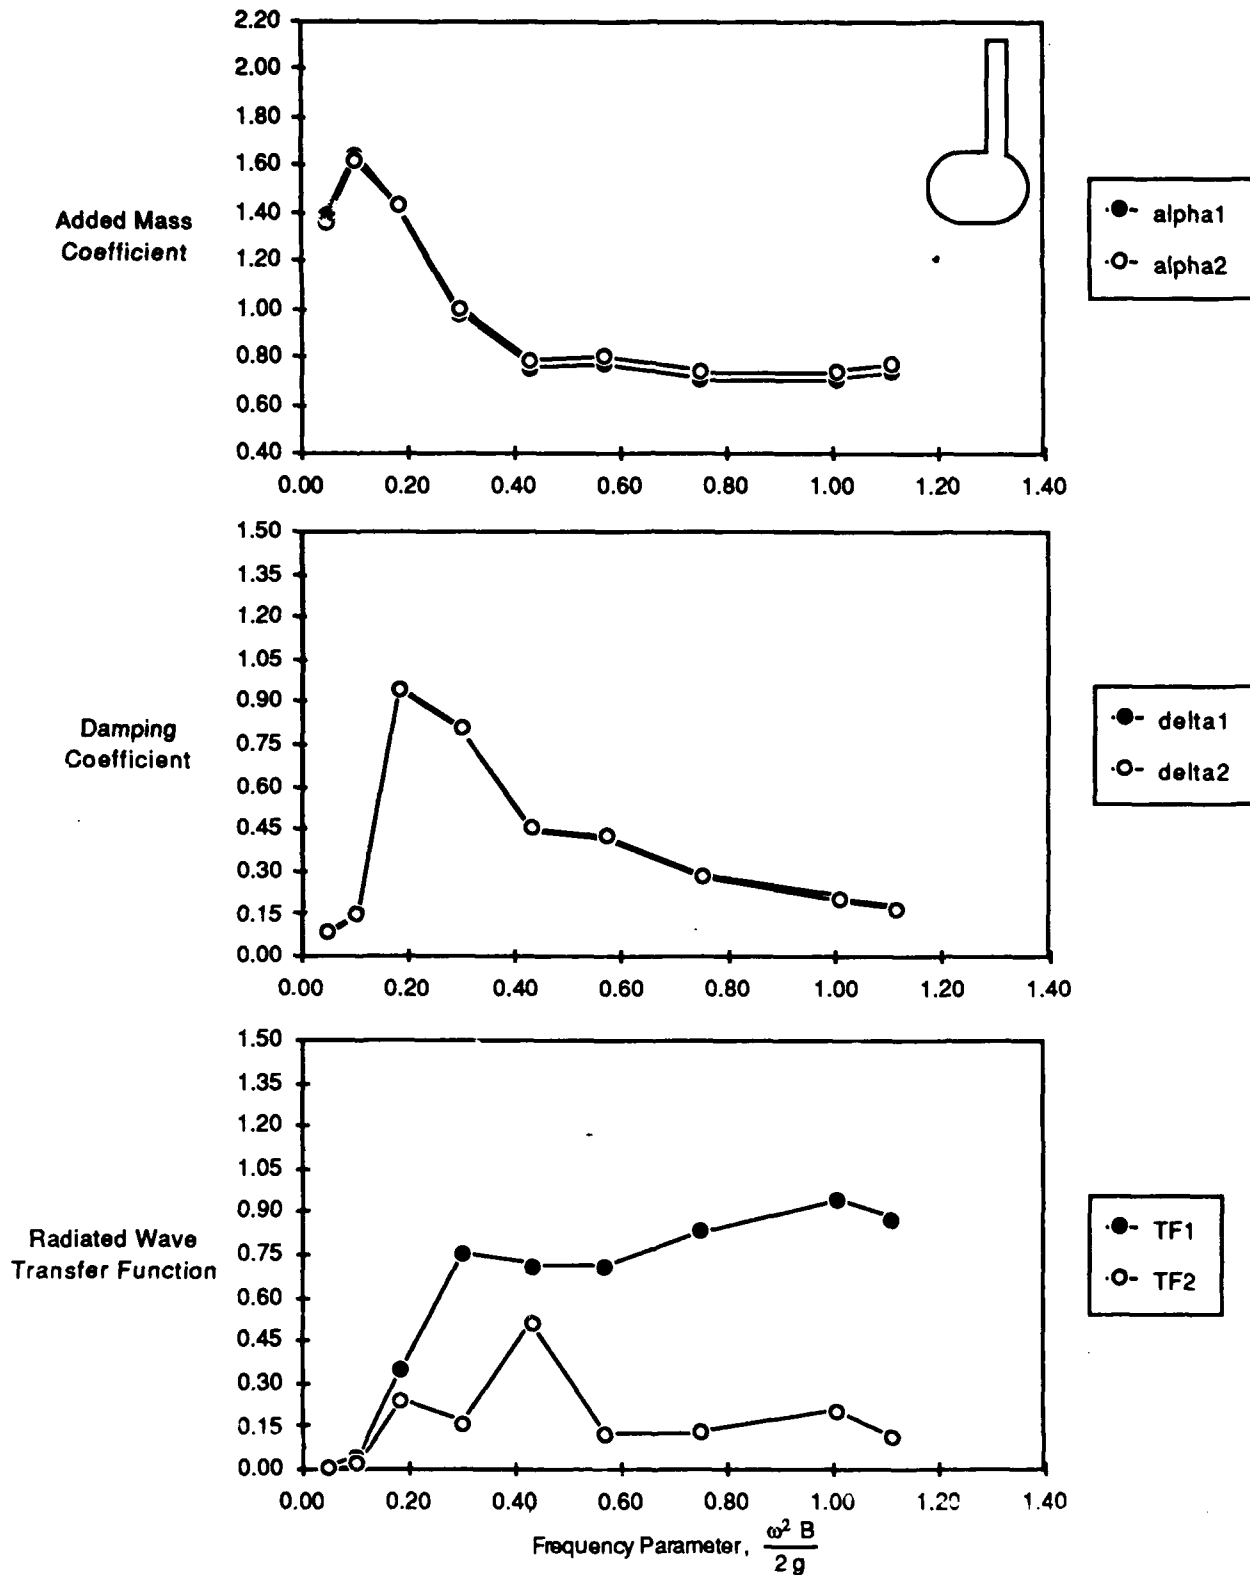 2.20
2.00
1.80
1.60
1.40
1.20
1.00
0.80
0.60
0.40
Added Mass
Coefficient
0.00 0.20 0.40 0.60 0.80 1.00 1.20 1.40
alpha1
alpha2
1.50
1.35
1.20
1.05
0.90
0.75
0.60
0.45
0.30
0.15
0.00
Damping
Coefficient
0.00 0.20 0.40 0.60 0.80 1.00 1.20 1.40
delta1
delta2
1.50
1.35
1.20
1.05
0.90
0.75
0.60
0.45
0.30
0.15
0.00
Radiated Wave
Transfer Function
0.00 0.20 0.40 0.60 0.80 1.00 1.20 1.40
TF1
TF2
Frequency Parameter, ω² B
2 g